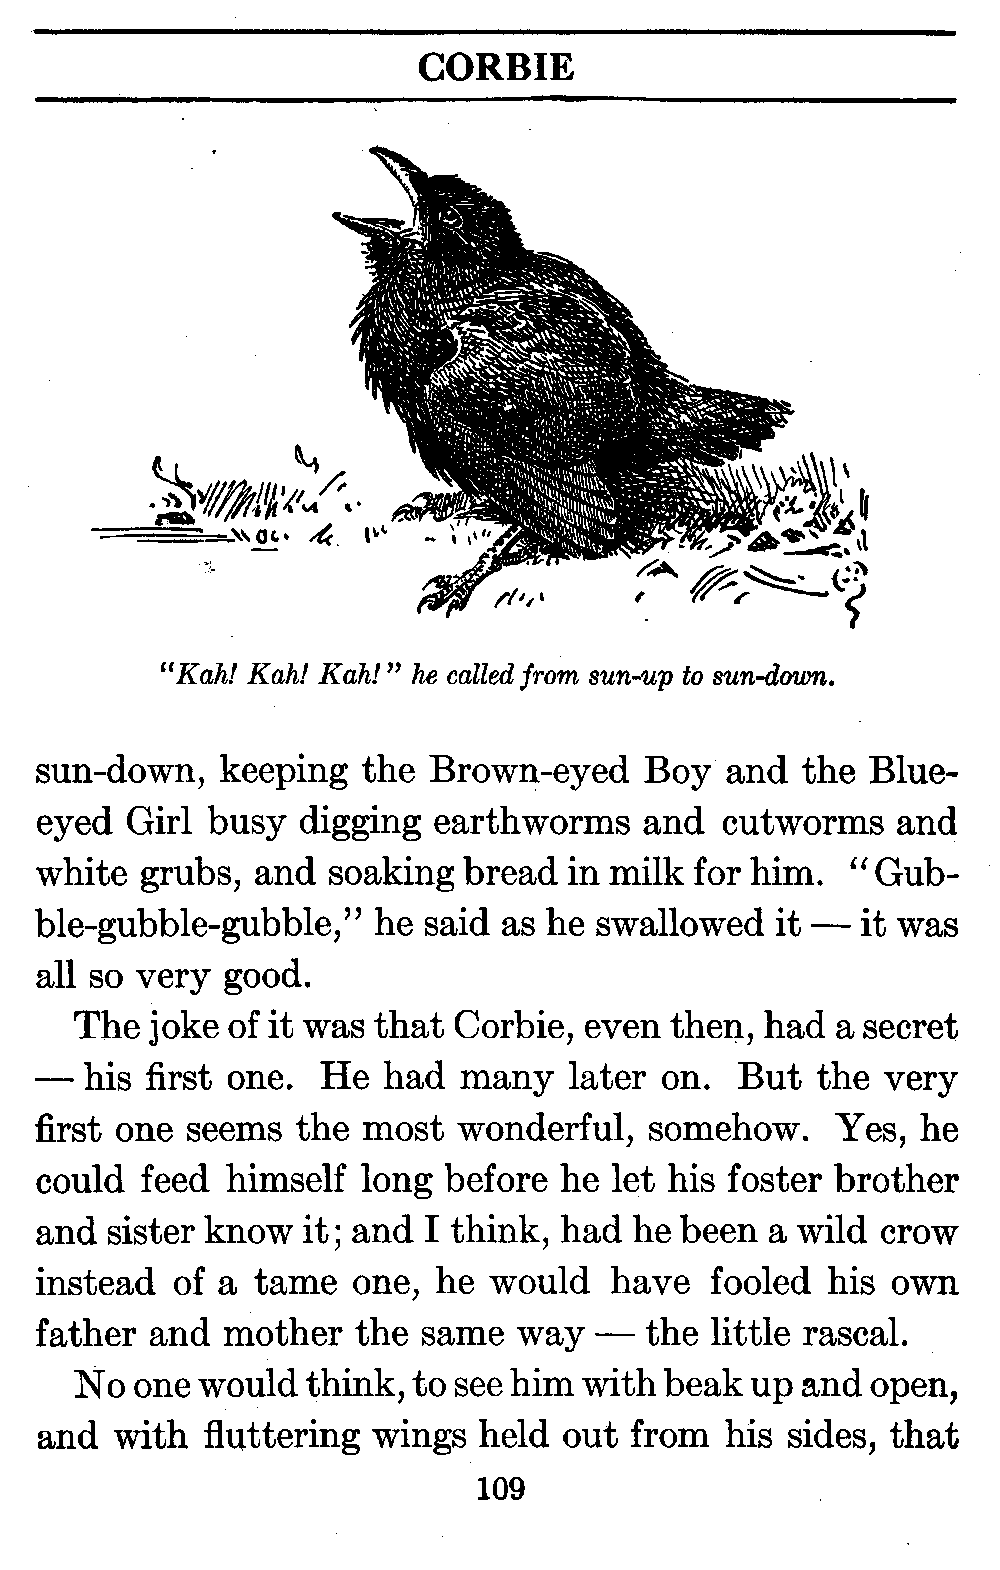 CORBIE
"Kah! Kah! Kah!" he called from sun-up to sun-down.
sun-down, keeping the Brown-eyed Boy and the Blue-
eyed Girl busy digging earthworms and cutworms and
white grubs, and soaking bread in milk for him. "Gub-
ble-gubble-gubble," he said as he swallowed it — it was
all so very good.
The joke of it was that Corbie, even then, had a secret
— his first one. He had many later on. But the very
first one seems the most wonderful, somehow. Yes, he
could feed himself long before he let his foster brother
and sister know it; and I think, had he been a wild crow
instead of a tame one, he would have fooled his own
father and mother the same way — the little rascal.
No one would think, to see him with beak up and open,
and with fluttering wings held out from his sides, that
109